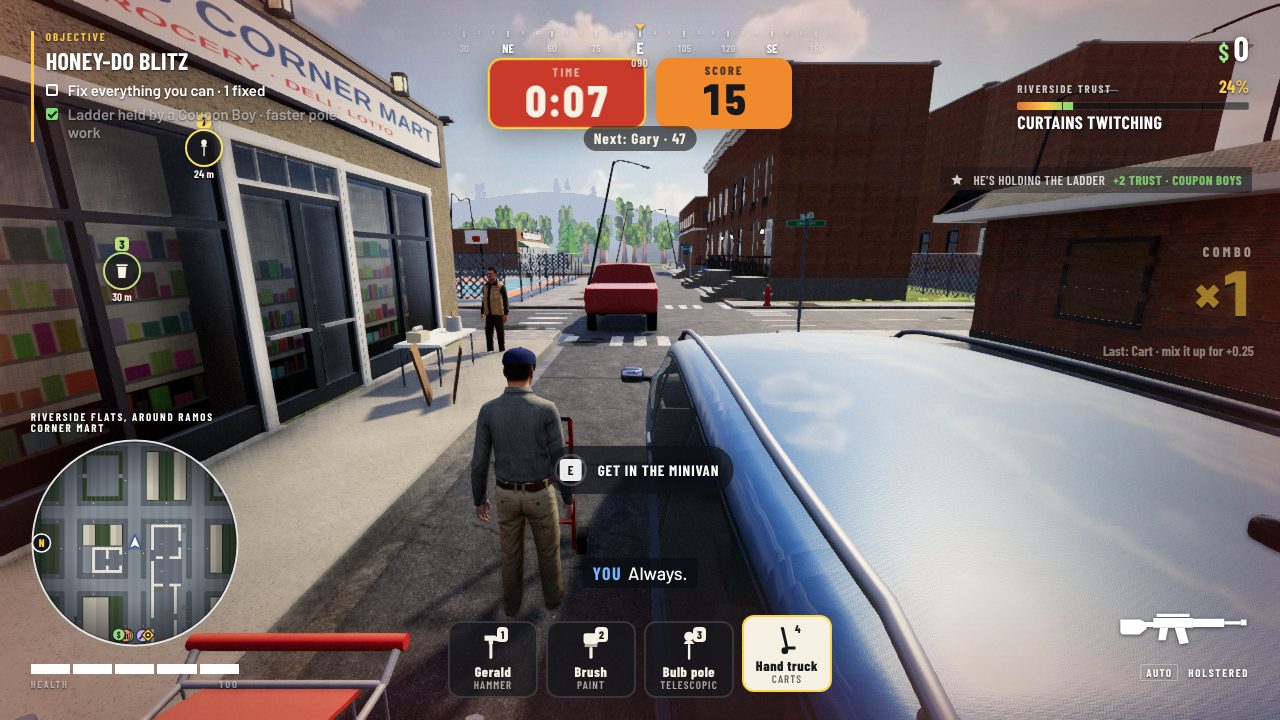 OBJECTIVE
HONEY-DO BLITZ
Fix everything you can · 1 fixed
Ladder held by a Coupon Boy · faster pole
work
CORNER MART
GROCERY · DELI · LOTTO
24 m
3
30 m
30 NE 60 75 E 105 120 SE 150
090
TIME
0:07
SCORE
15
Next: Gary · 47
$0
RIVERSIDE TRUST
24%
CURTAINS TWITCHING
HE'S HOLDING THE LADDER +2 TRUST · COUPON BOYS
COMBO
×1
Last: Cart · mix it up for +0.25
E GET IN THE MINIVAN
YOU Always.
RIVERSIDE FLATS, AROUND RAMOS
CORNER MART
N
$
HEALTH 100
1
Gerald
HAMMER
2
Brush
PAINT
3
Bulb pole
TELESCOPIC
4
Hand truck
CARTS
AUTO HOLSTERED